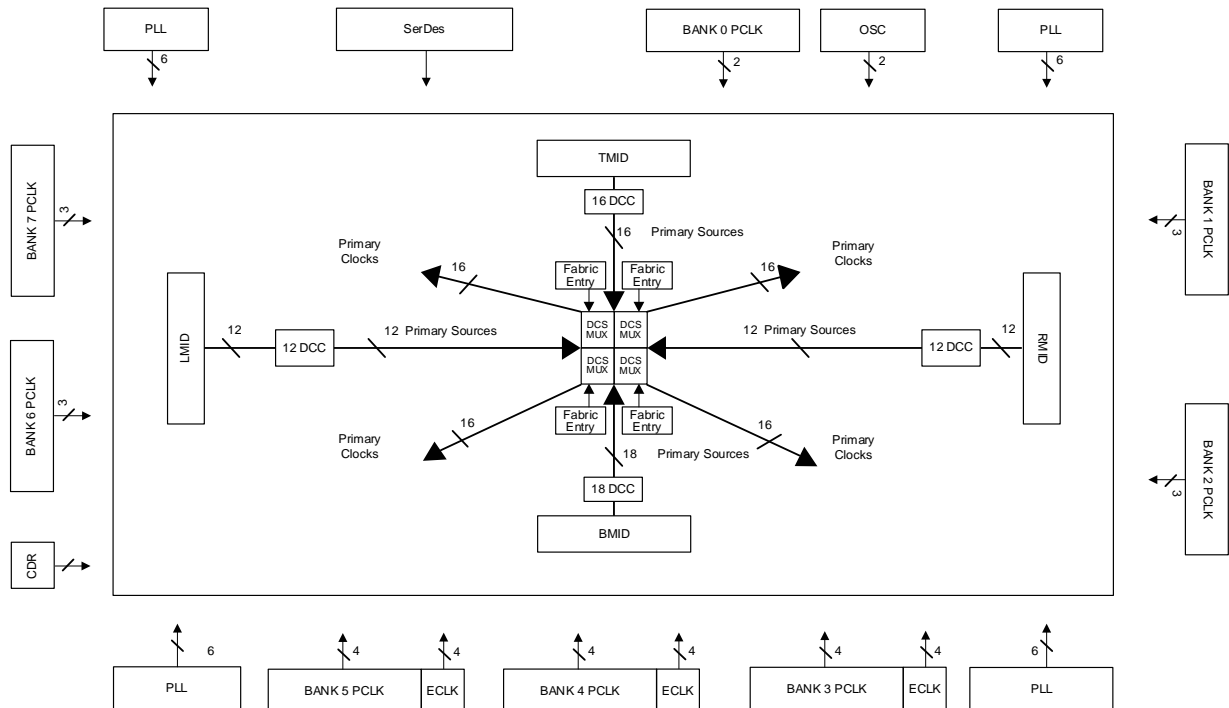 PLL
SerDes
BANK 0 PCLK
OSC
PLL
6
2
2
6
BANK 7 PCLK
3
BANK 6 PCLK
3
CDR
TMID
16 DCC
16
Primary Sources
Primary
Clocks
16
Fabric
Entry
Fabric
Entry
16
Primary
Clocks
LMID
12
12 DCC
12 Primary Sources
DCS
MUX
DCS
MUX
DCS
MUX
DCS
MUX
12 Primary Sources
12 DCC
12
RMID
Primary
Clocks
16
Fabric
Entry
Fabric
Entry
16
Primary
Clocks
18
Primary Sources
18 DCC
BMID
BANK 1 PCLK
3
BANK 2 PCLK
3
6
4
4
4
4
4
4
6
PLL
BANK 5 PCLK
ECLK
BANK 4 PCLK
ECLK
BANK 3 PCLK
ECLK
PLL